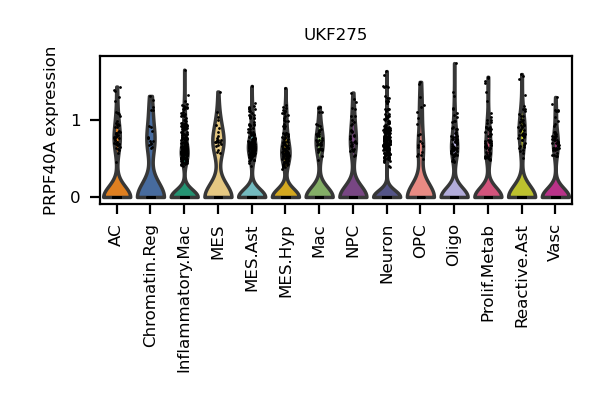 UKF275
PRPF40A expression
1
0
AC
Chromatin.Reg
Inflammatory.Mac
MES
MES.Ast
MES.Hyp
Mac
NPC
Neuron
OPC
Oligo
Prolif.Metab
Reactive.Ast
Vasc